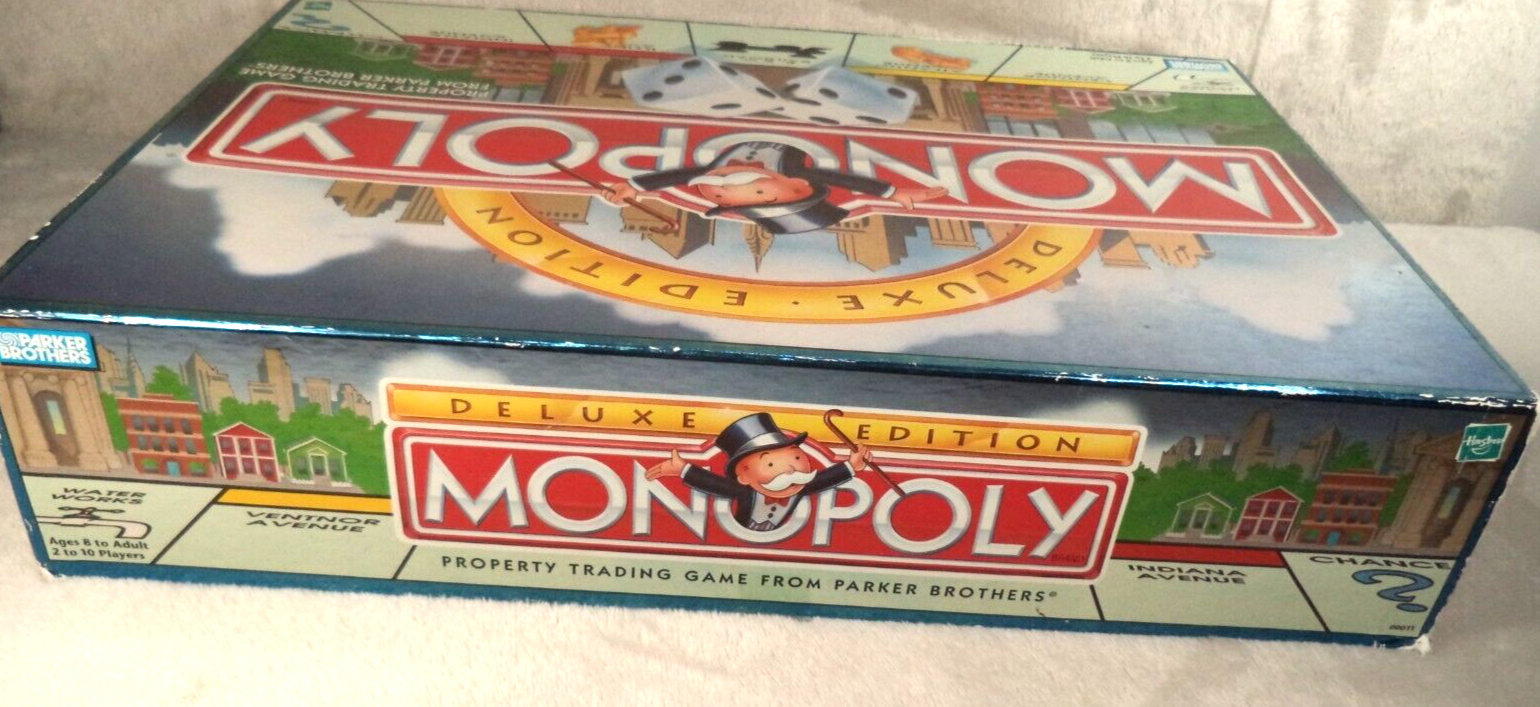 PROPERTY TRADING GAME
FROM PARKER BROTHERS
MONOPOLY
DELUXE · EDITION
PARKER
BROTHERS
DELUXE EDITION
MONOPOLY
PROPERTY TRADING GAME FROM PARKER BROTHERS®
WATER
WORKS
Ages 8 to Adult
2 to 10 Players
VENTNOR
AVENUE
INDIANA
AVENUE
CHANCE
?
Hasbro
00011